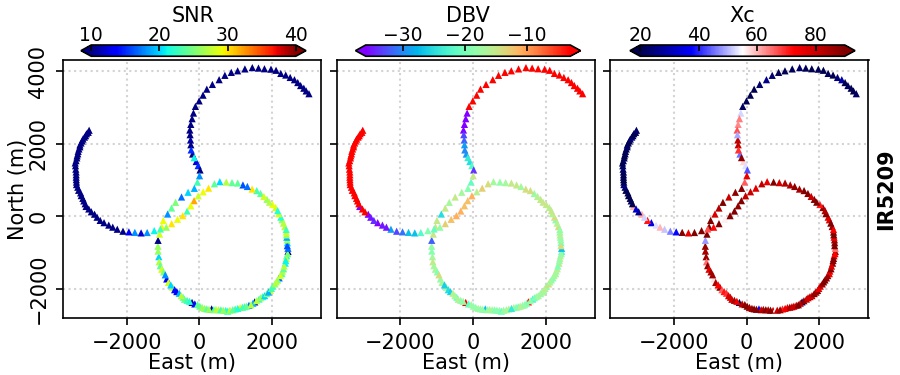 SNR DBV Xc
10 20 30 40 −30 −20 −10 20 40 60 80
4000
2000
0
−2000
North (m)
IR5209
−2000 0 2000 −2000 0 2000 −2000 0 2000
East (m) East (m) East (m)